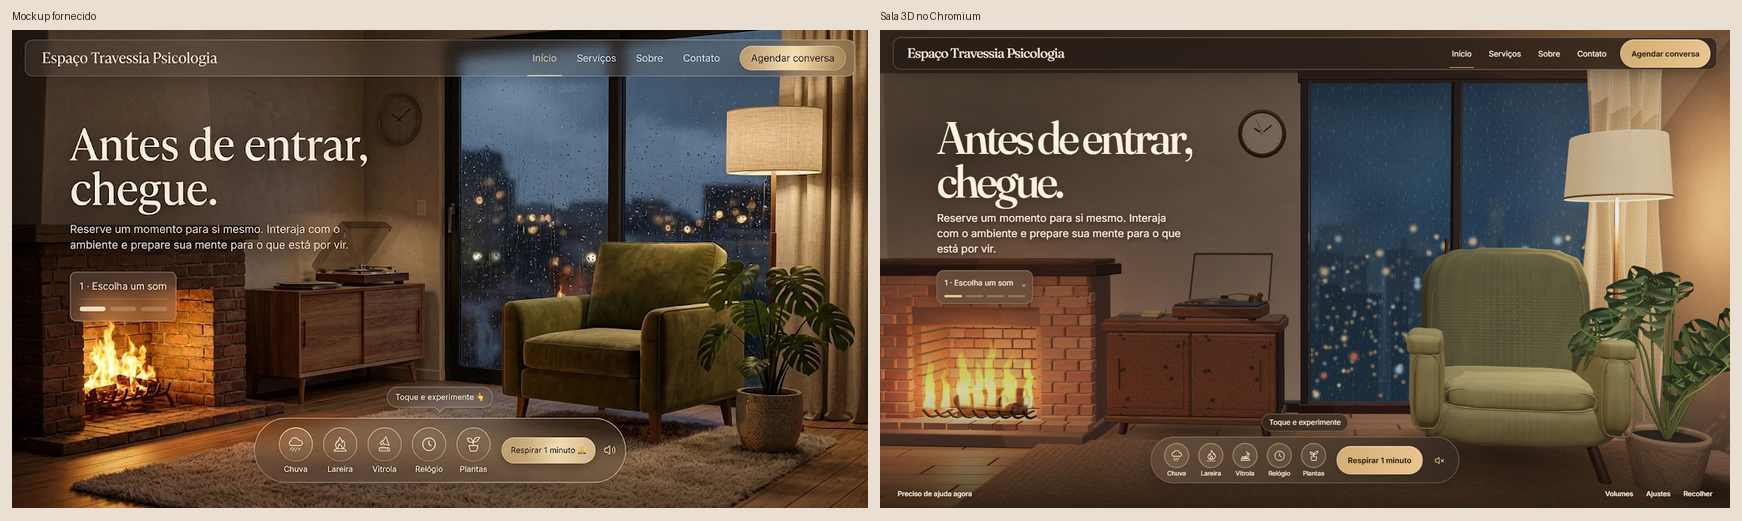 Mockup fornecido
Espaço Travessia Psicologia
Início
Serviços
Sobre
Contato
Agendar conversa
Antes de entrar,
chegue.
Reserve um momento para si mesmo. Interaja com o
ambiente e prepare sua mente para o que está por vir.
1 · Escolha um som
Toque e experimente 👆
Chuva
Lareira
Vitrola
Relógio
Plantas
Respirar 1 minuto
Sala 3D no Chromium
Espaço Travessia Psicologia
Início
Serviços
Sobre
Contato
Agendar conversa
Antes de entrar,
chegue.
Reserve um momento para si mesmo. Interaja
com o ambiente e prepare sua mente para o que
está por vir.
1 · Escolha um som
Toque e experimente
Chuva
Lareira
Vitrola
Relógio
Plantas
Respirar 1 minuto
Preciso de ajuda agora
Volumes
Ajustes
Recolher